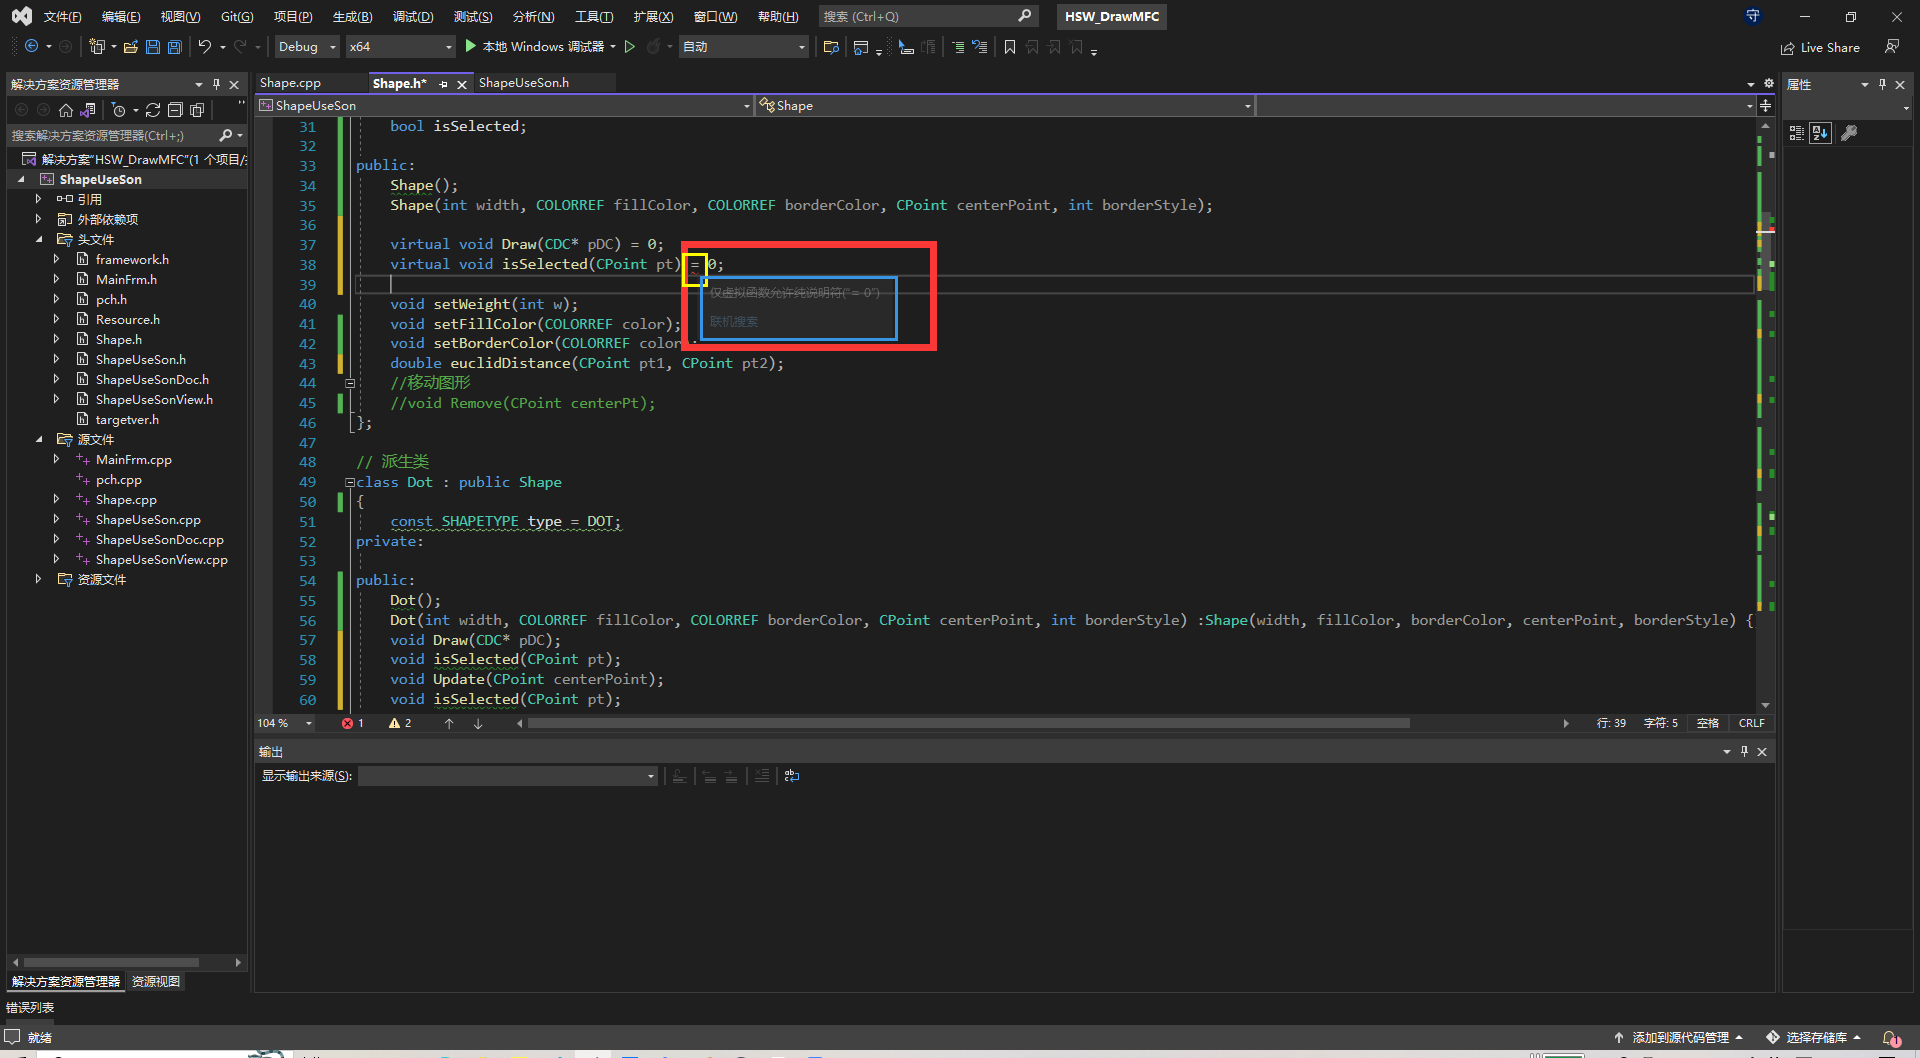 文件(F) 编辑(E) 视图(V) Git(G) 项目(P) 生成(B) 调试(D) 测试(S) 分析(N) 工具(T) 扩展(X) 窗口(W) 帮助(H) 搜索 (Ctrl+Q) HSW_DrawMFC 守
Debug x64 本地 Windows 调试器 自动 Live Share
解决方案资源管理器
搜索解决方案资源管理器(Ctrl+;)
解决方案"HSW_DrawMFC"(1 个项目/
ShapeUseSon
引用
外部依赖项
头文件
framework.h
MainFrm.h
pch.h
Resource.h
Shape.h
ShapeUseSon.h
ShapeUseSonDoc.h
ShapeUseSonView.h
targetver.h
源文件
MainFrm.cpp
pch.cpp
Shape.cpp
ShapeUseSon.cpp
ShapeUseSonDoc.cpp
ShapeUseSonView.cpp
资源文件
解决方案资源管理器 资源视图
Shape.cpp Shape.h* ShapeUseSon.h
ShapeUseSon Shape
31 bool isSelected;
32
33 public:
34 Shape();
35 Shape(int width, COLORREF fillColor, COLORREF borderColor, CPoint centerPoint, int borderStyle);
36
37 virtual void Draw(CDC* pDC) = 0;
38 virtual void isSelected(CPoint pt) = 0;
39
仅虚拟函数允许纯说明符("= 0")
联机搜索
40 void setWeight(int w);
41 void setFillColor(COLORREF color);
42 void setBorderColor(COLORREF color;
43 double euclidDistance(CPoint pt1, CPoint pt2);
44 //移动图形
45 //void Remove(CPoint centerPt);
46 };
47
48 // 派生类
49 class Dot : public Shape
50 {
51 const SHAPETYPE type = DOT;
52 private:
53
54 public:
55 Dot();
56 Dot(int width, COLORREF fillColor, COLORREF borderColor, CPoint centerPoint, int borderStyle) :Shape(width, fillColor, borderColor, centerPoint, borderStyle) {
57 void Draw(CDC* pDC);
58 void isSelected(CPoint pt);
59 void Update(CPoint centerPoint);
60 void isSelected(CPoint pt);
104 % 1 2 行: 39 字符: 5 空格 CRLF
输出
显示输出来源(S):
属性
错误列表
就绪 添加到源代码管理 选择存储库 1